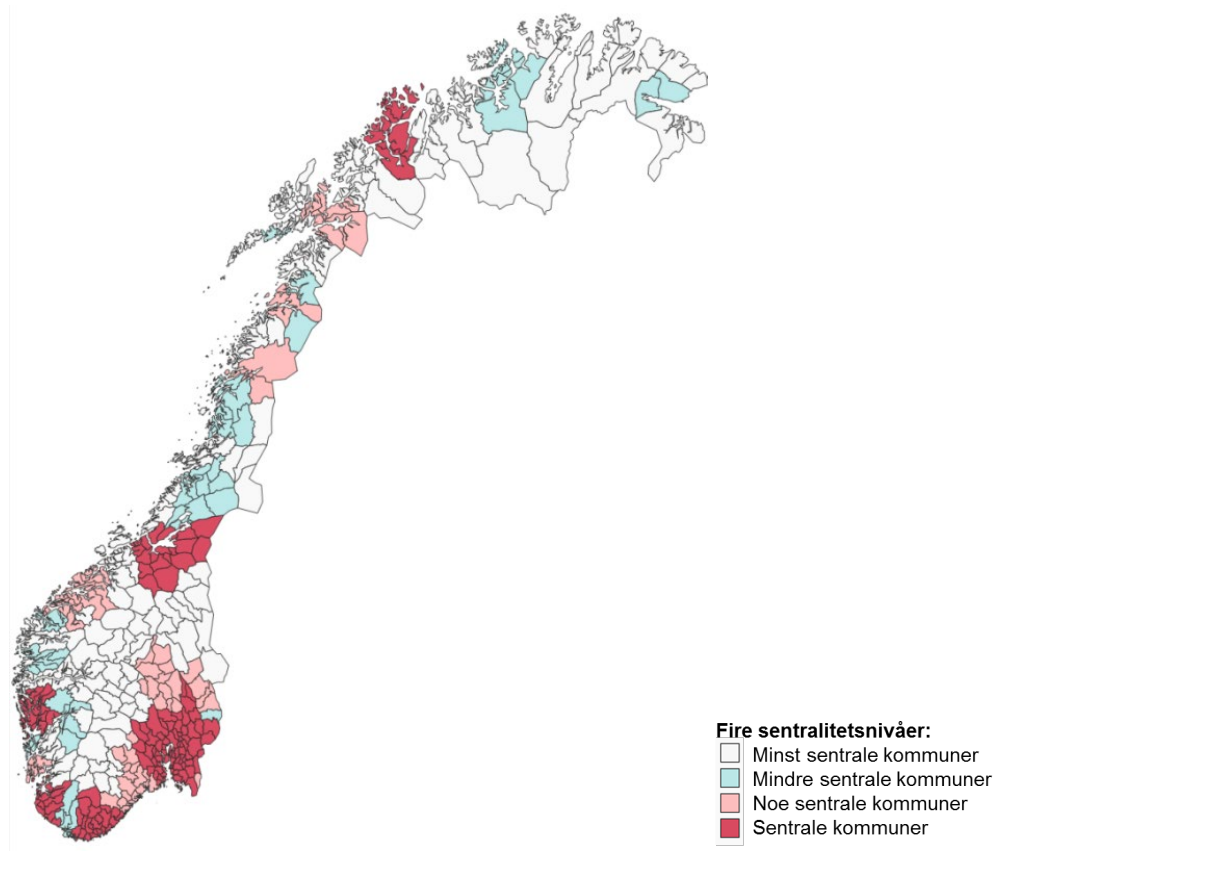 Fire sentralitetsnivåer:
Minst sentrale kommuner
Mindre sentrale kommuner
Noe sentrale kommuner
Sentrale kommuner